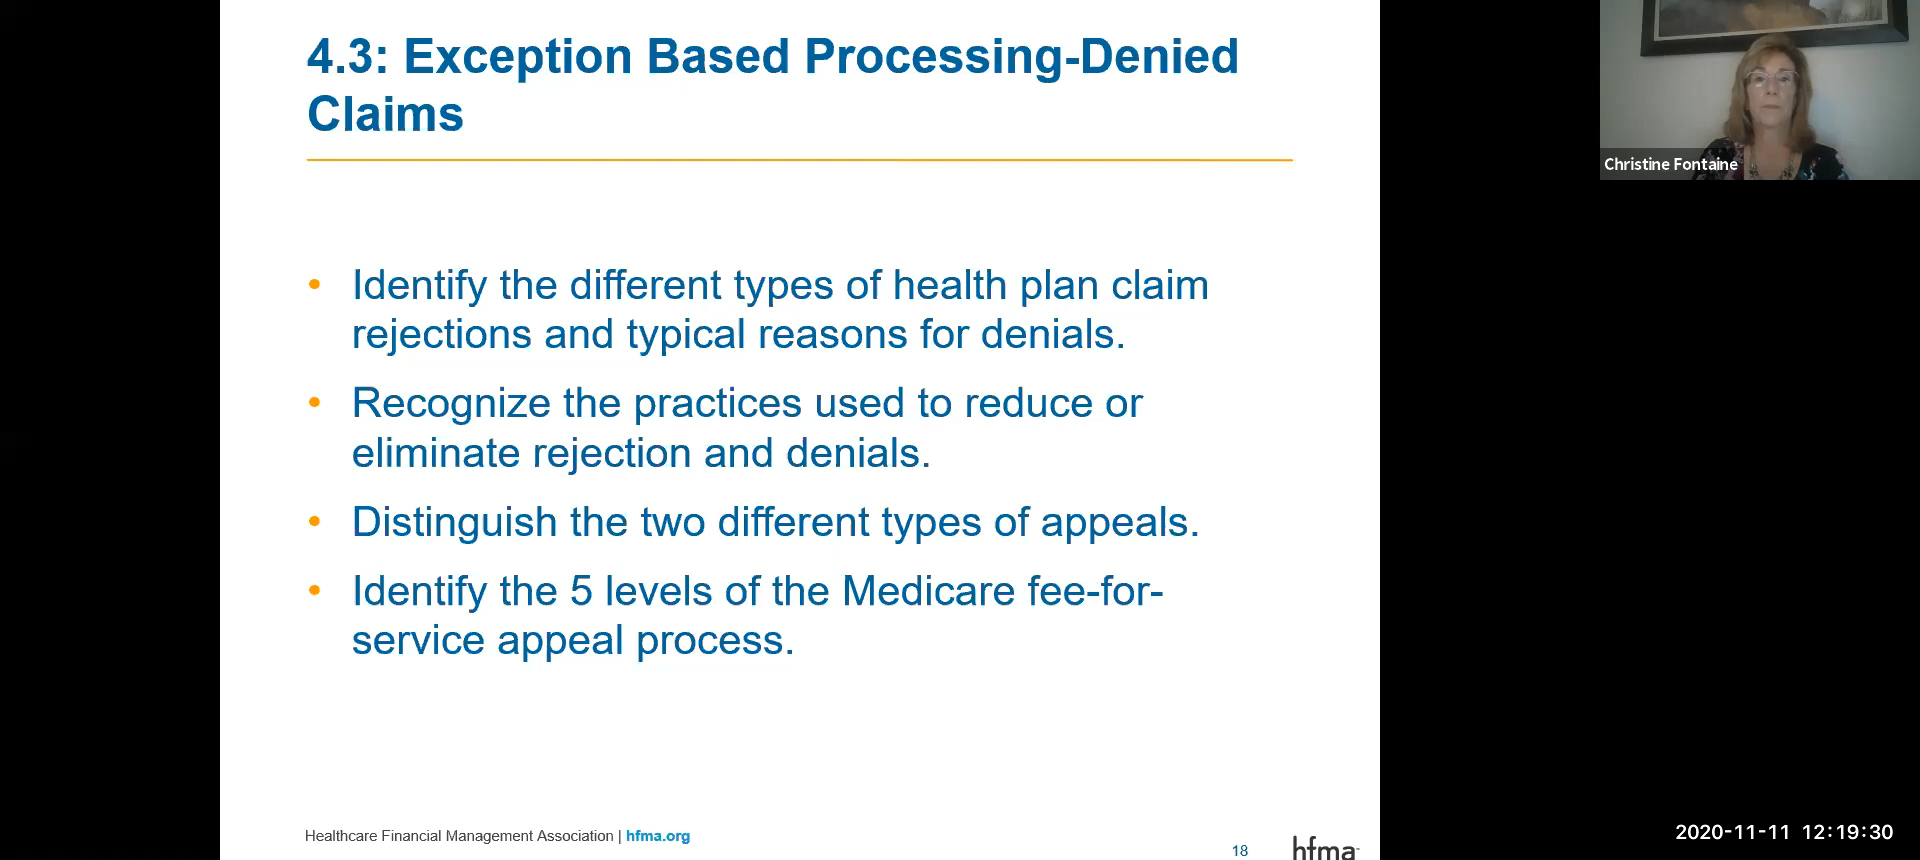 4.3: Exception Based Processing-Denied
Claims
Christine Fontaine
• Identify the different types of health plan claim
rejections and typical reasons for denials.
• Recognize the practices used to reduce or
eliminate rejection and denials.
• Distinguish the two different types of appeals.
• Identify the 5 levels of the Medicare fee-for-
service appeal process.
Healthcare Financial Management Association | hfma.org
18
hfma
2020-11-11 12:19:30